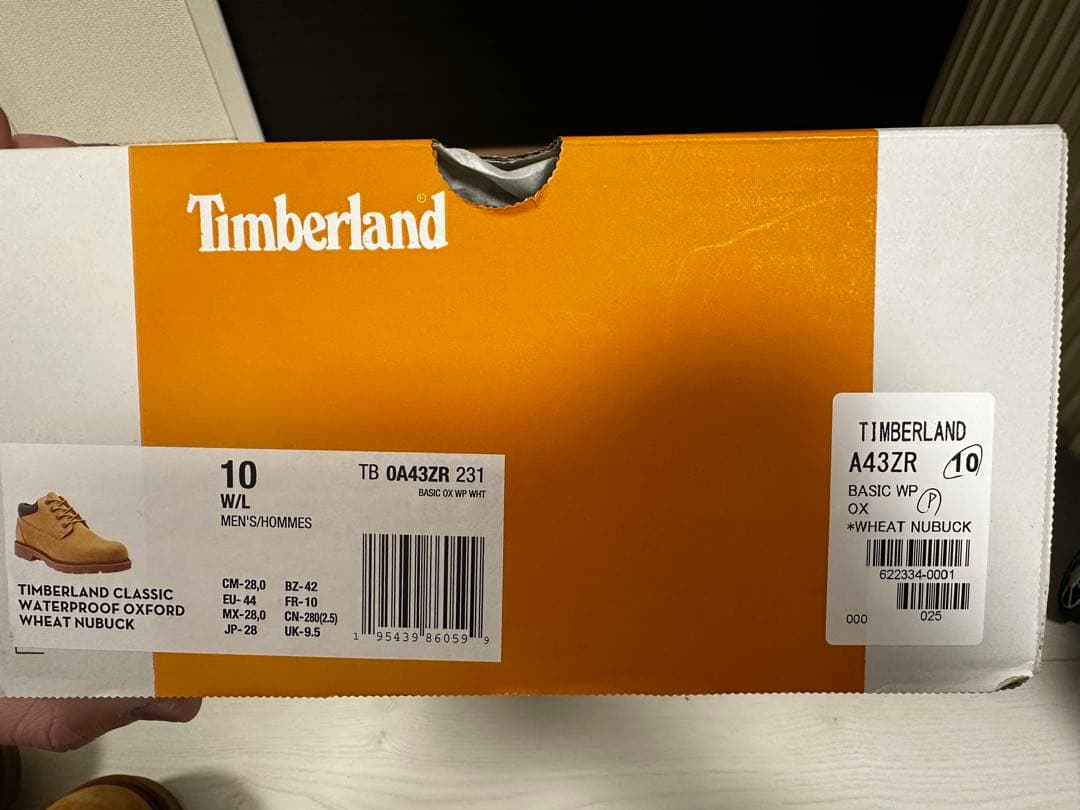 Timberland
10
W/L
MEN'S/HOMMES
TB 0A43ZR 231
BASIC OX WP WHT
TIMBERLAND CLASSIC
WATERPROOF OXFORD
WHEAT NUBUCK
CM-28,0 BZ-42
EU-44 FR-10
MX-28,0 CN-280(2.5)
JP-28 UK-9.5
1 95439 86059 9
TIMBERLAND
A43ZR 10
BASIC WP
P
OX
*WHEAT NUBUCK
622334-0001
000 025